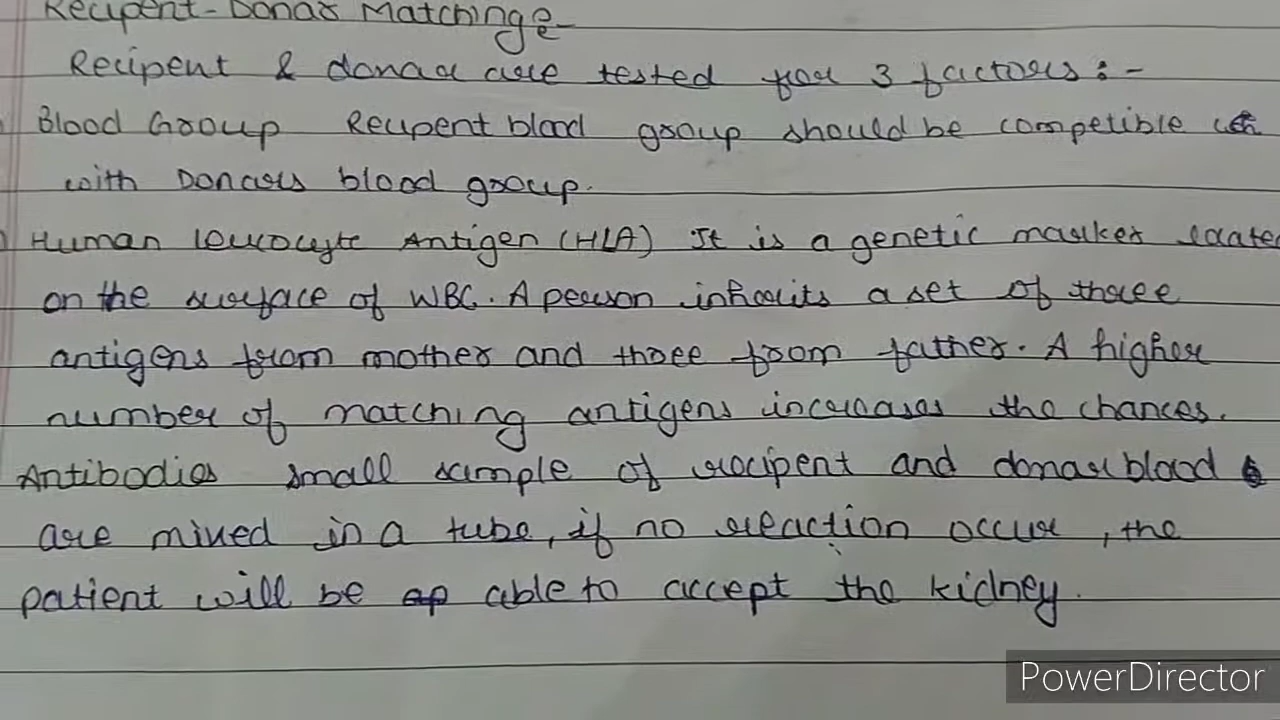 Recipent-Donar Matching:-
Recipent & donar are tested for 3 factors:-
Blood Group Recipent blood group should be competible
with Donars blood group.
Human leucocyte Antigen (HLA) It is a genetic marker locate
on the surface of WBC. A person inherits a set of three
antigens from mother and three from father. A higher
number of matching antigens increases the chances.
Antibodies small sample of recipent and donar blood
are mixed in a tube, if no reaction occur, the
patient will be able to accept the kidney.
PowerDirector